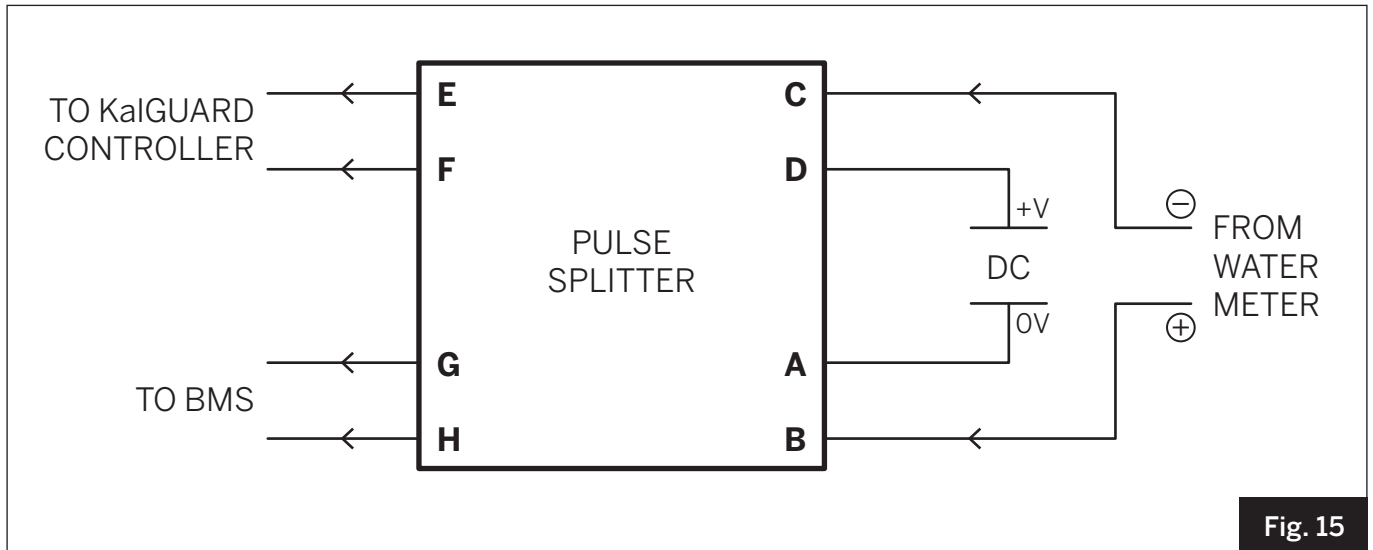 TO KalGUARD
CONTROLLER
E
F
C
D
PULSE
SPLITTER
+V
DC
0V
−
FROM
WATER
METER
+
G
H
A
B
TO BMS
Fig. 15